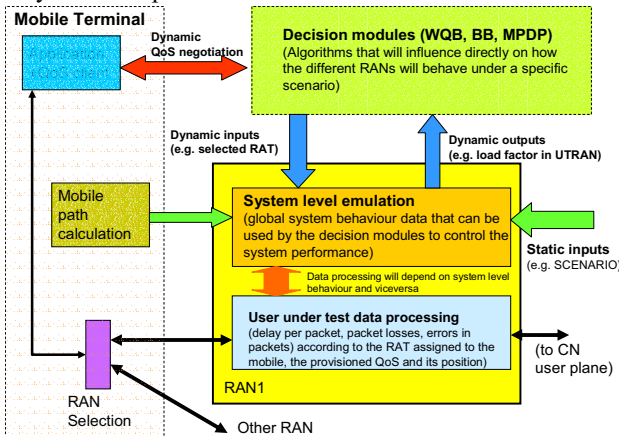 Mobile Terminal
Application
QoS client
Dynamic
QoS negotiation
Decision modules (WQB, BB, MPDP)
(Algorithms that will influence directly on how
the different RANs will behave under a specific
scenario)
Dynamic inputs
(e.g. selected RAT)
Dynamic outputs
(e.g. load factor in UTRAN)
Mobile
path
calculation
System level emulation
(global system behaviour data that can be
used by the decision modules to control the
system performance)
Static inputs
(e.g. SCENARIO)
Data processing will depend on system level
behaviour and viceversa
User under test data processing
(delay per packet, packet losses, errors in
packets) according to the RAT assigned to the
mobile, the provisioned QoS and its position)
RAN1
(to CN
user plane)
RAN
Selection
Other RAN